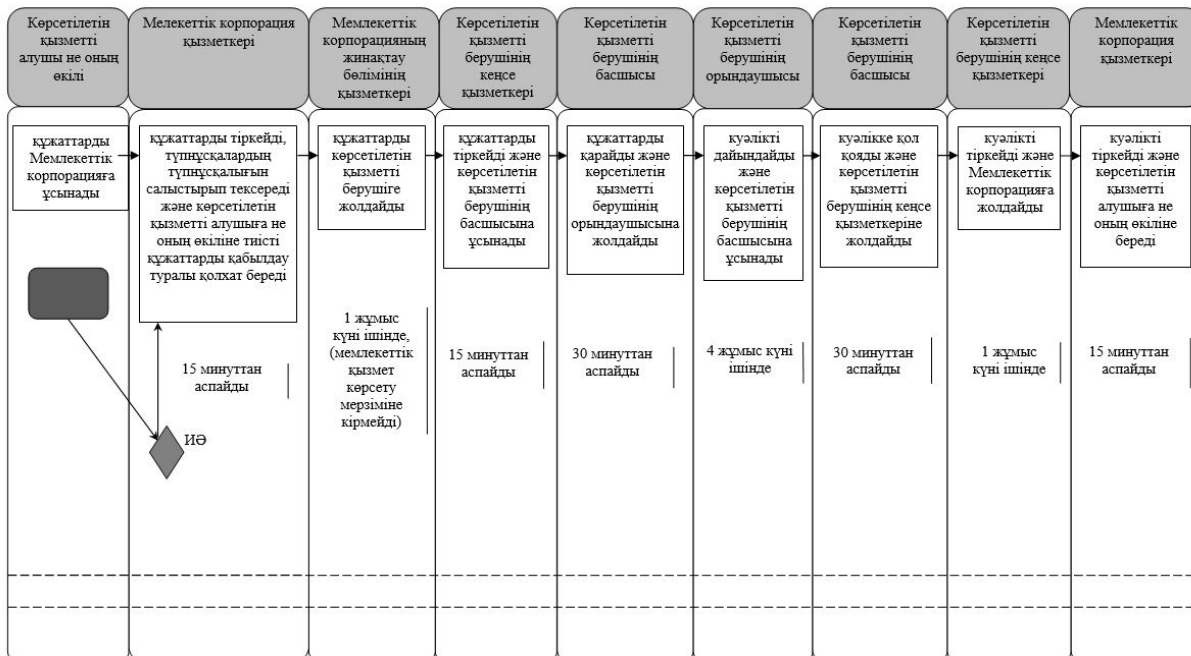 Көрсетілетін
қызметті
алушы не оның
өкілі
Мелекеттік корпорация
қызметкері
Мемлекеттік
корпорацияның
жинақтау
бөлімінің
қызметкері
Көрсетілетін
қызметті
берушінің
кеңсе
қызметкері
Көрсетілетін
қызметті
берушінің
басшысы
Көрсетілетін
қызметті
берушінің
орындаушысы
Көрсетілетін
қызметті
берушінің
басшысы
Көрсетілетін
қызметті
берушінің кеңсе
қызметкері
Мемлекеттік
корпорация
қызметкері
құжаттарды
Мемлекеттік
корпорацияға
ұсынады
құжаттарды тіркейді,
түпнұсқалардың
түпнұсқалығын
салыстырып тексереді
және көрсетілетін
қызметті алушыға не
оның өкіліне тиісті
құжаттарды қабылдау
туралы қолхат береді
құжаттарды
көрсетілетін
қызметті
берушіге
жолдайды
құжаттарды
тіркейді және
көрсетілетін
қызметті
берушінің
басшысына
ұсынады
құжаттарды
қарайды және
көрсетілетін
қызметті
берушінің
орындаушысына
жолдайды
куәлікті
дайындайды
және
көрсетілетін
қызметті
берушінің
басшысына
ұсынады
куәлікке қол
қояды және
көрсетілетін
қызметті
берушінің кеңсе
қызметкеріне
жолдайды
куәлікті
тіркейді және
Мемлекеттік
корпорацияға
жолдайды
куәлікті
тіркейді және
көрсетілетін
қызметті
алушыға не
оның өкіліне
береді
15 минуттан
аспайды
1 жұмыс
күні ішінде,
(мемлекеттік
қызмет
көрсету
мерзіміне
кірмейді)
15 минуттан
аспайды
30 минуттан
аспайды
4 жұмыс күні
ішінде
30 минуттан
аспайды
1 жұмыс
күні ішінде
15 минуттан
аспайды
ИӘ